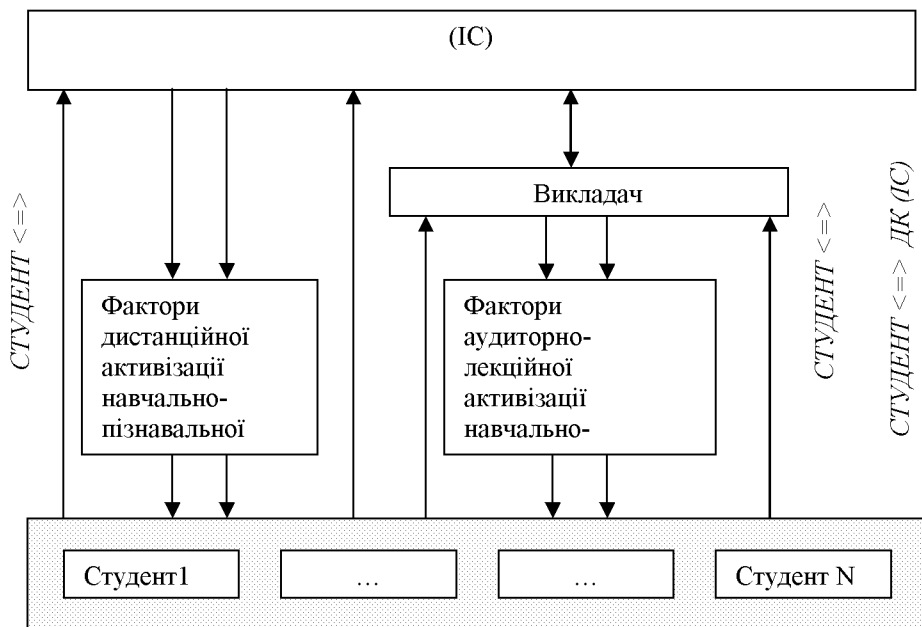 (ІС)
Викладач
СТУДЕНТ <=>
СТУДЕНТ <=>
СТУДЕНТ <=> ДК (ІС)
Фактори
дистанційної
активізації
навчально-
пізнавальної
Фактори
аудиторно-
лекційної
активізації
навчально-
Студент1
…
…
Студент N